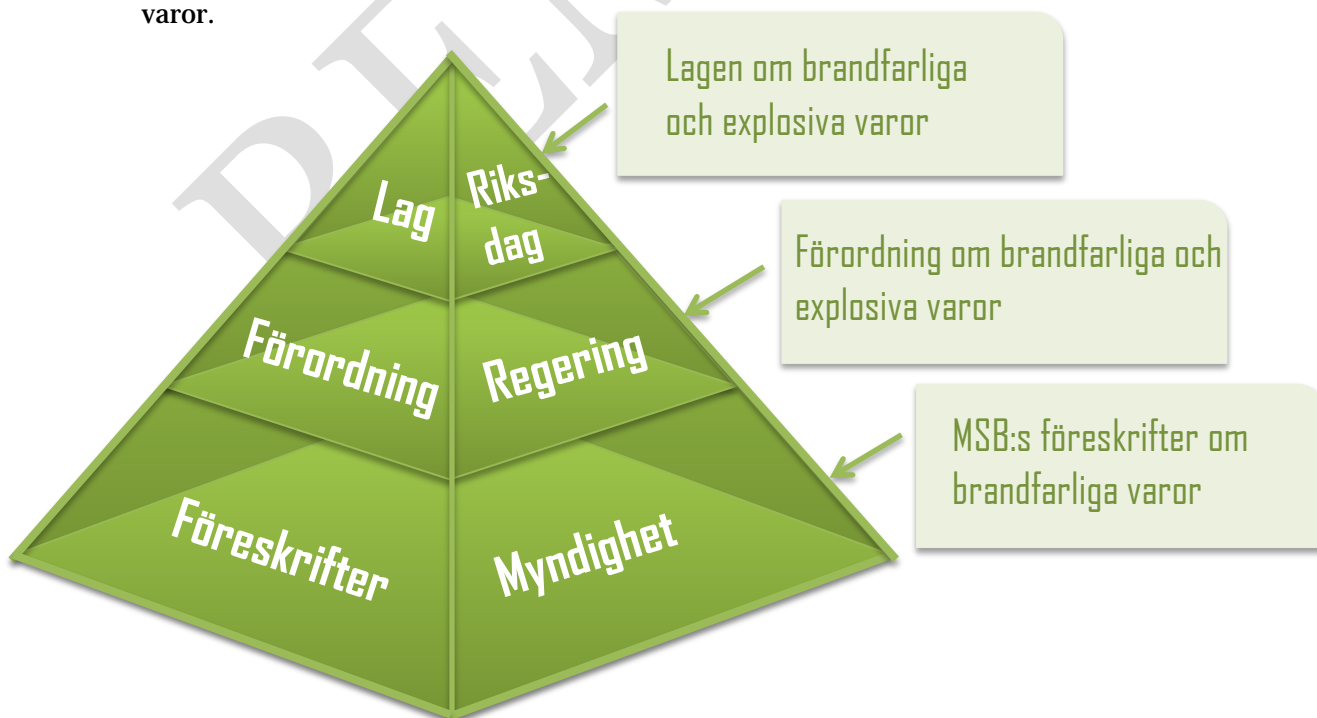 varor.
Lagen om brandfarliga
och explosiva varor
Lag
Riks-
dag
Förordning om brandfarliga och
explosiva varor
Förordning
Regering
MSB:s föreskrifter om
brandfarliga varor
Föreskrifter
Myndighet